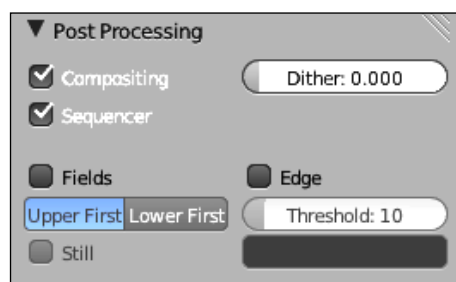 Post Processing
Compositing
Dither: 0.000
Sequencer
Fields
Edge
Upper First Lower First
Threshold: 10
Still